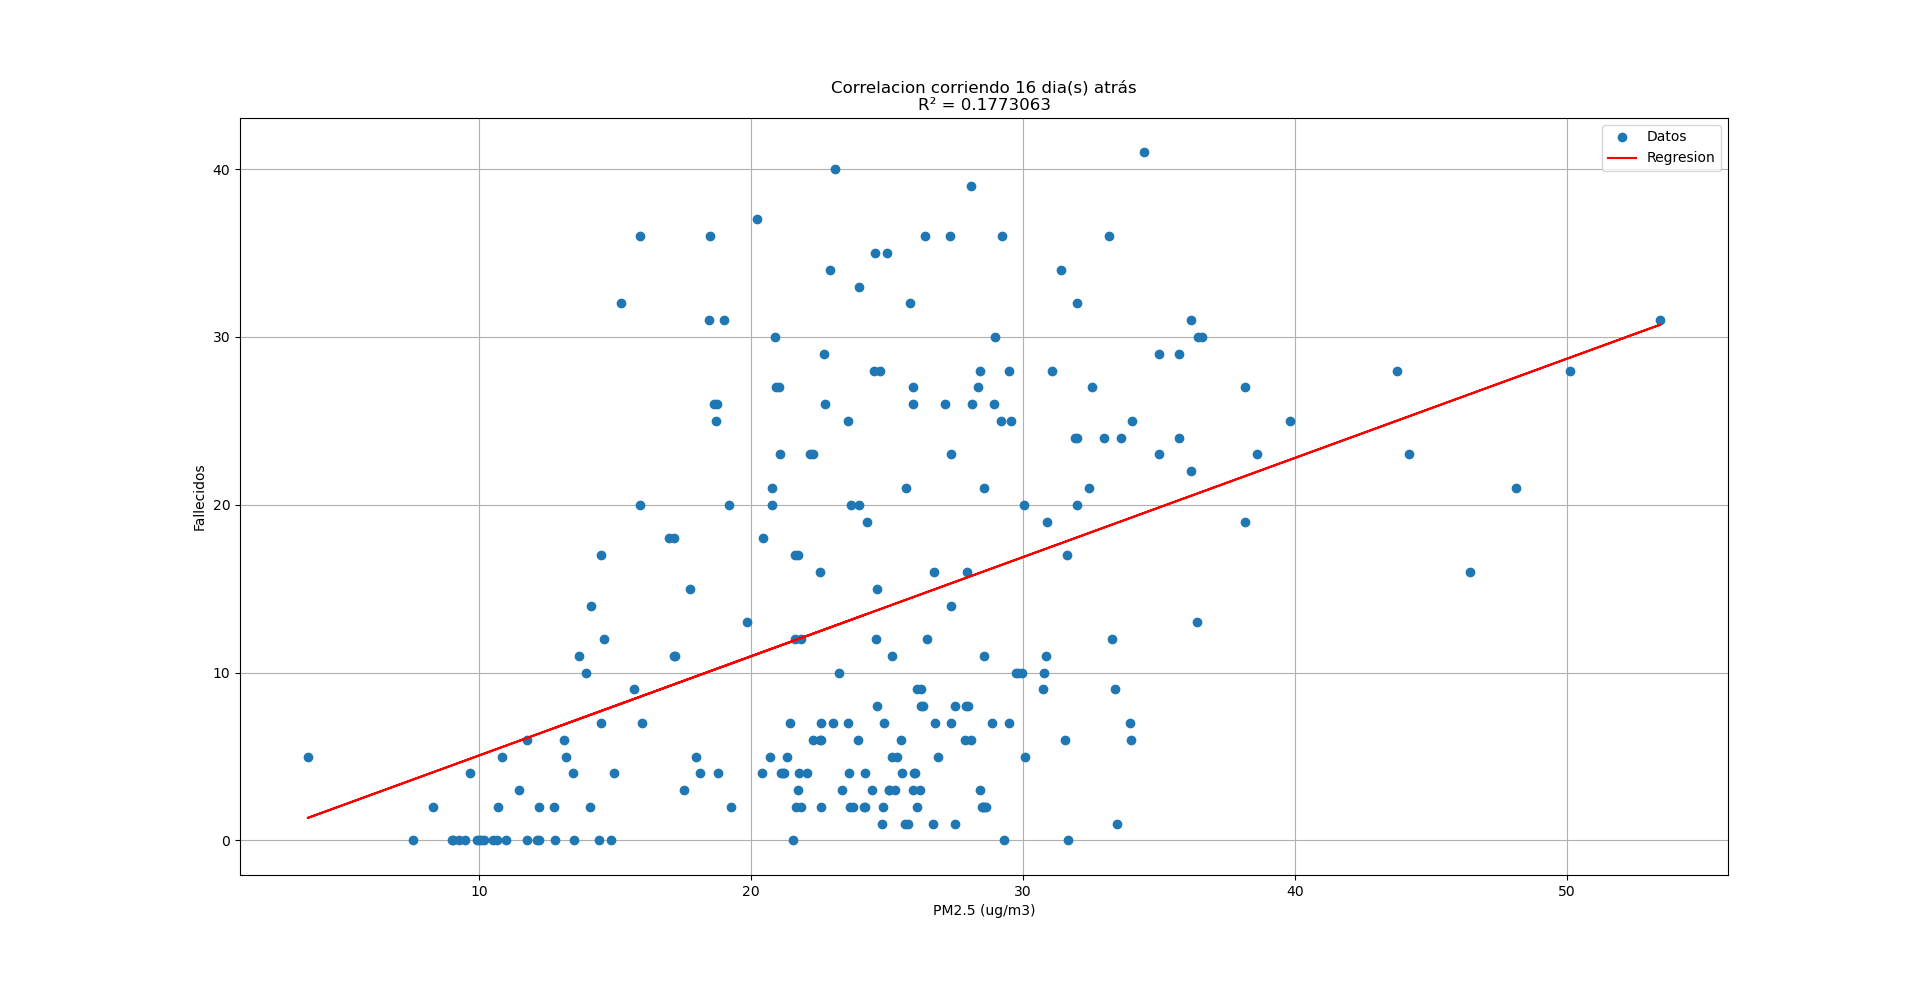 Correlacion corriendo 16 dia(s) atrás
R² = 0.1773063
Datos
Regresion
40
30
20
10
0
Fallecidos
10
20
30
40
50
PM2.5 (ug/m3)